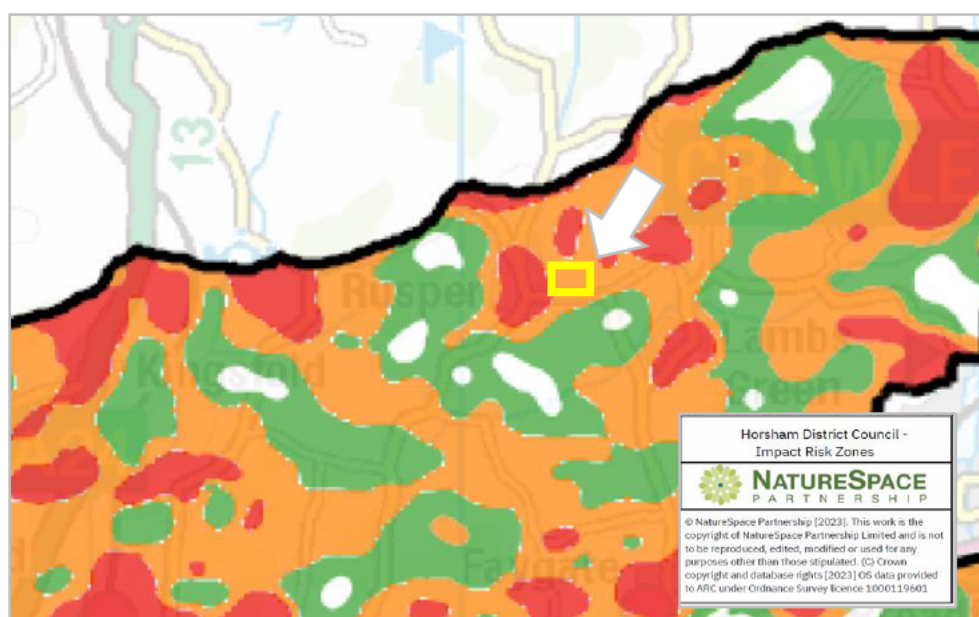 13
CRAWLE
Rusper
Kingsfold
Lambs
Green
Faygate
Horsham District Council -
Impact Risk Zones
NATURESPACE
PARTNERSHIP
© NatureSpace Partnership [2023]. This work is the
copyright of NatureSpace Partnership Limited and is not
to be reproduced, edited, modified or used for any
purposes other than those stipulated. (C) Crown
copyright and database rights [2023] OS data provided
to ARC under Ordnance Survey licence 1000119601